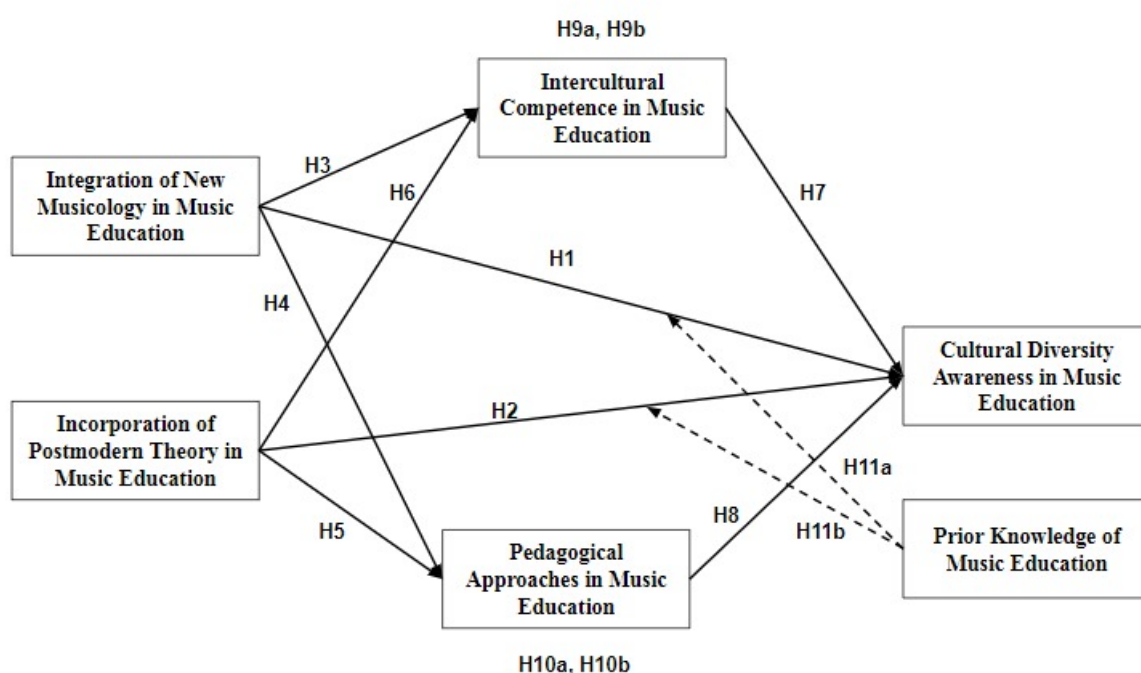 H9a, H9b
Intercultural
Competence in Music
Education
Integration of New
Musicology in Music
Education
H3
H6
H7
H1
H4
Cultural Diversity
Awareness in Music
Education
Incorporation of
Postmodern Theory in
Music Education
H2
H11a
H8
H11b
H5
Prior Knowledge of
Music Education
Pedagogical
Approaches in Music
Education
H10a, H10b